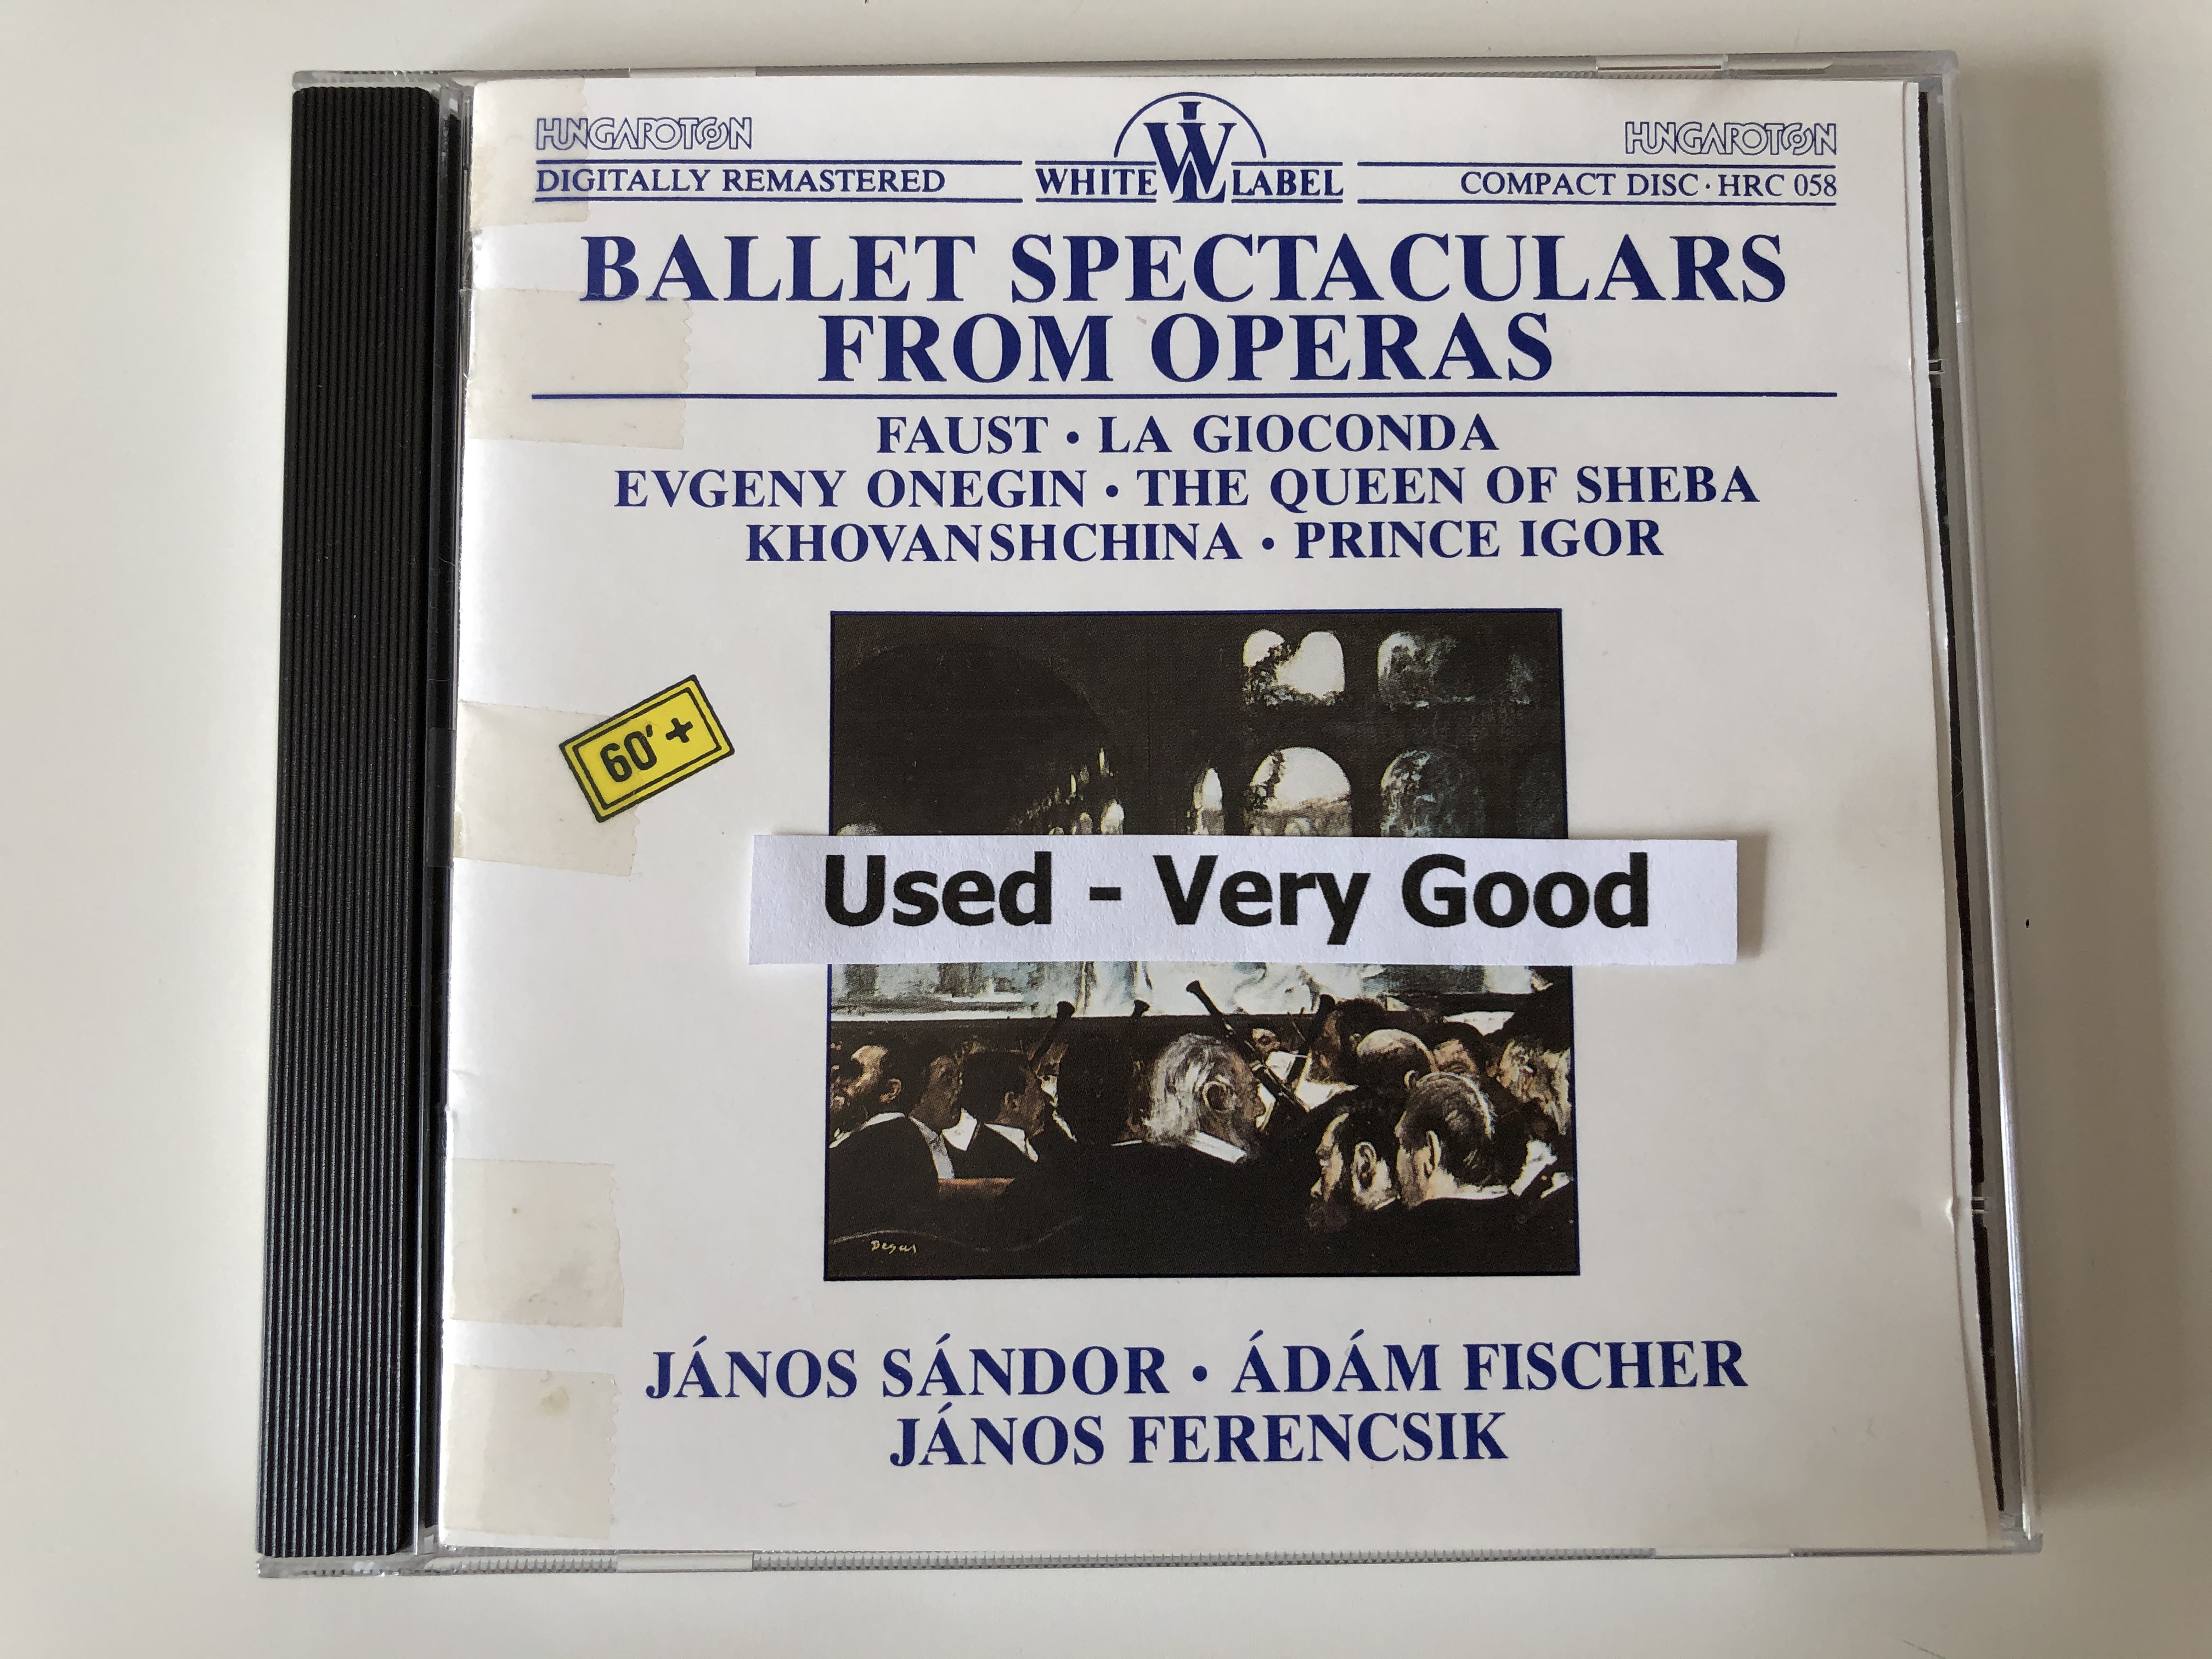 HUNGAROTON
HUNGAROTON
DIGITALLY REMASTERED
WHITE WL LABEL
COMPACT DISC · HRC 058
BALLET SPECTACULARS
FROM OPERAS
FAUST · LA GIOCONDA
EVGENY ONEGIN · THE QUEEN OF SHEBA
KHOVANSHCHINA · PRINCE IGOR
60'+
Used - Very Good
Degas
JÁNOS SÁNDOR · ÁDÁM FISCHER
JÁNOS FERENCSIK